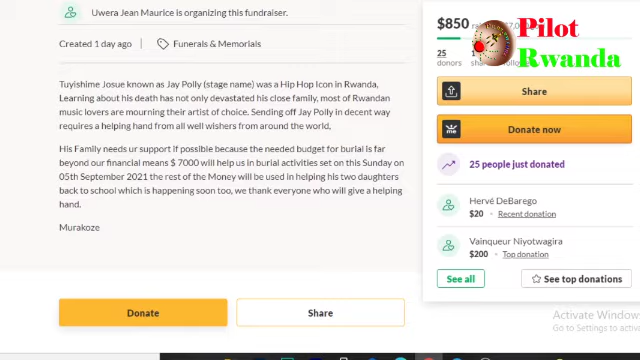 Uwera Jean Maurice is organizing this fundraiser.
Created 1 day ago
Funerals & Memorials
Tuyishime Josue known as Jay Polly (stage name) was a Hip Hop Icon in Rwanda,
Learning about his death has not only devastated his close family, most of Rwandan
music lovers are mourning their artist of choice. Sending off Jay Polly in decent way
requires a helping hand from all well wishers from around the world,
His Family needs ur support if possible because the needed budget for burial is far
beyond our financial means $ 7000 will help us in burial activities set on this Sunday on
05th September 2021 the rest of the Money will be used in helping his two daughters
back to school which is happening soon too, we thank everyone who will give a helping
hand.
Murakoze
Donate
Share
$850
Pilot
Rwanda
25
donors
Share
me
Donate now
25 people just donated
Hervé DeBarego
$20 • Recent donation
Vainqueur Niyotwagira
$200 • Top donation
See all
See top donations
Activate Window
Go to Settings to activa